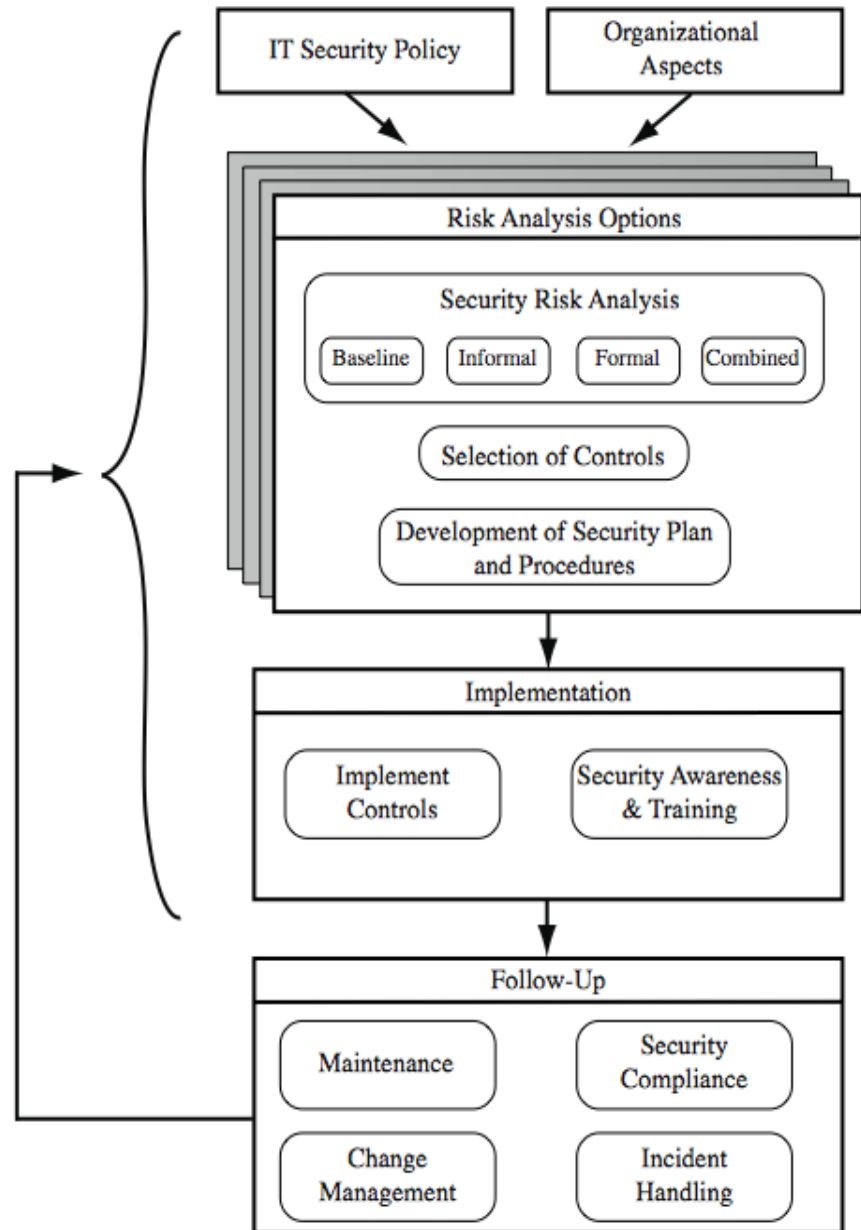 IT Security Policy
Organizational
Aspects
Risk Analysis Options
Security Risk Analysis
Baseline
Informal
Formal
Combined
Selection of Controls
Development of Security Plan
and Procedures
Implementation
Implement
Controls
Security Awareness
& Training
Follow-Up
Maintenance
Security
Compliance
Change
Management
Incident
Handling